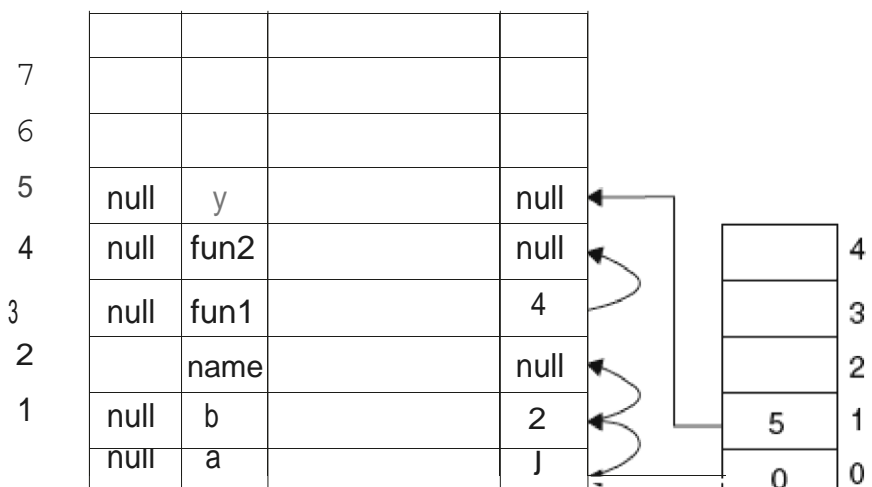 7
6
5 null y null
4 null fun2 null 4
3 null fun1 4 3
2 name null 2
1 null b 2 5 1
null a j 0 0